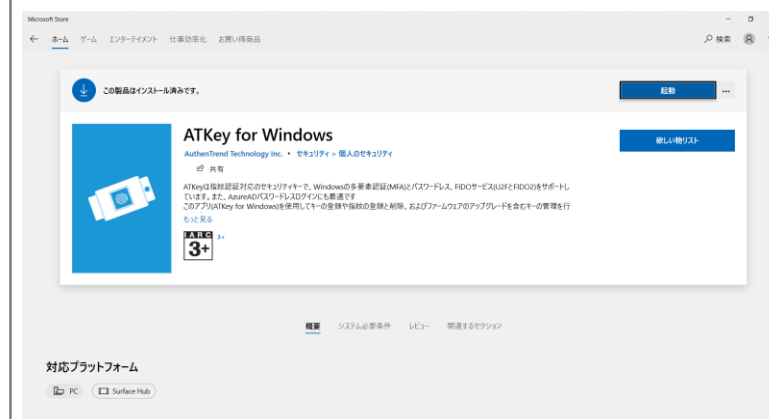 Microsoft Store
ホーム ゲーム エンターテイメント 仕事効率化 お買い得商品 検索
この製品はインストール済みです。 起動 ...
ATKey for Windows 欲しい物リスト
AuthenTrend Technology Inc. • セキュリティ > 個人のセキュリティ
共有
ATKeyは指紋認証対応のセキュリティキーで、Windowsの多要素認証(MFA)とパスワードレス、FIDOサービス(U2FとFIDO2)をサポートし
ています。また、AzureADパスワードレスログインにも最適です
このアプリ(ATKey for Windows)を使用してキーの登録や指紋の登録と削除、およびファームウェアのアップグレードを含むキーの管理を行
もっと見る
IARC
3+ 3+
概要 システム必要条件 レビュー 関連するセクション
対応プラットフォーム
PC Surface Hub